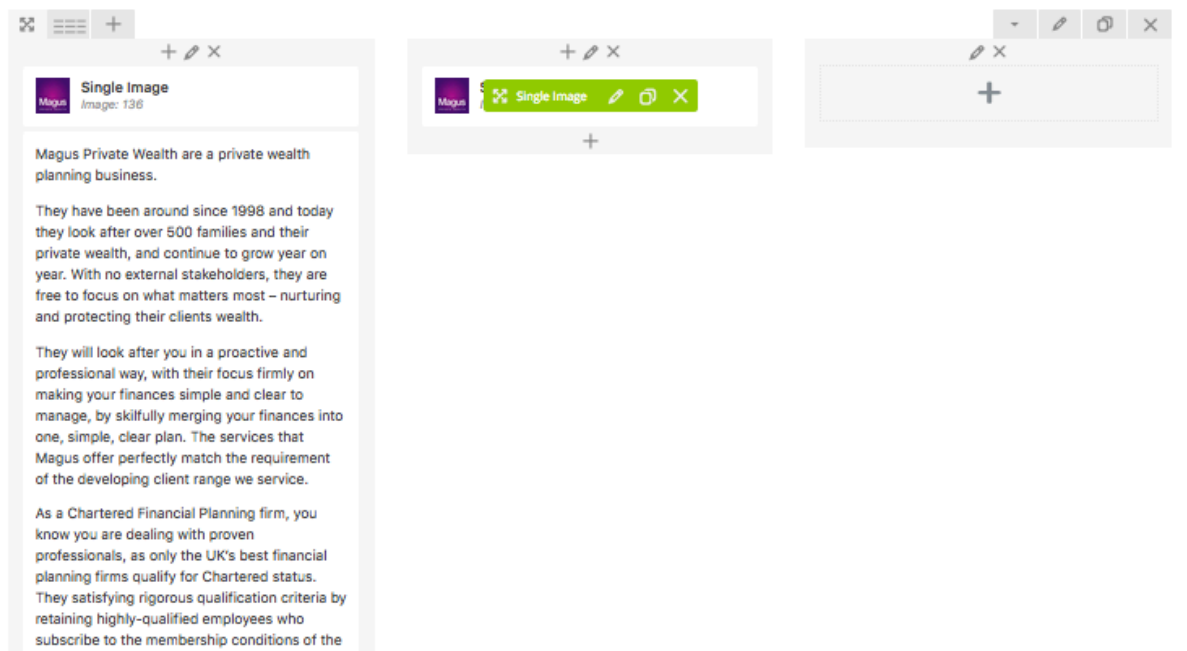 Magus
Single Image
Image: 136
Magus Private Wealth are a private wealth
planning business.
They have been around since 1998 and today
they look after over 500 families and their
private wealth, and continue to grow year on
year. With no external stakeholders, they are
free to focus on what matters most – nurturing
and protecting their clients wealth.
They will look after you in a proactive and
professional way, with their focus firmly on
making your finances simple and clear to
manage, by skilfully merging your finances into
one, simple, clear plan. The services that
Magus offer perfectly match the requirement
of the developing client range we service.
As a Chartered Financial Planning firm, you
know you are dealing with proven
professionals, as only the UK's best financial
planning firms qualify for Chartered status.
They satisfying rigorous qualification criteria by
retaining highly-qualified employees who
subscribe to the membership conditions of the
Magus
Single Image